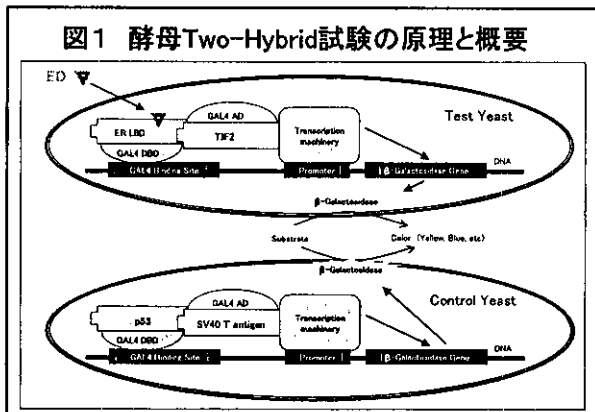 図1 酵母Two-Hybrid試験の原理と概要
ED
Test Yeast
GAL4 AD
ER LBD
TIF2
Transcription
machinery
GAL4 DBD
DNA
GAL4 Binding Site
Promoter
β-Galactosidase Gene
β-Galactosidase
Substrate
Color (Yellow, Blue, etc)
β-Galactosidase
Control Yeast
GAL4 AD
p53
SV40 T antigen
Transcription
machinery
GAL4 DBD
DNA
GAL4 Binding Site
Promoter
β-Galactosidase Gene